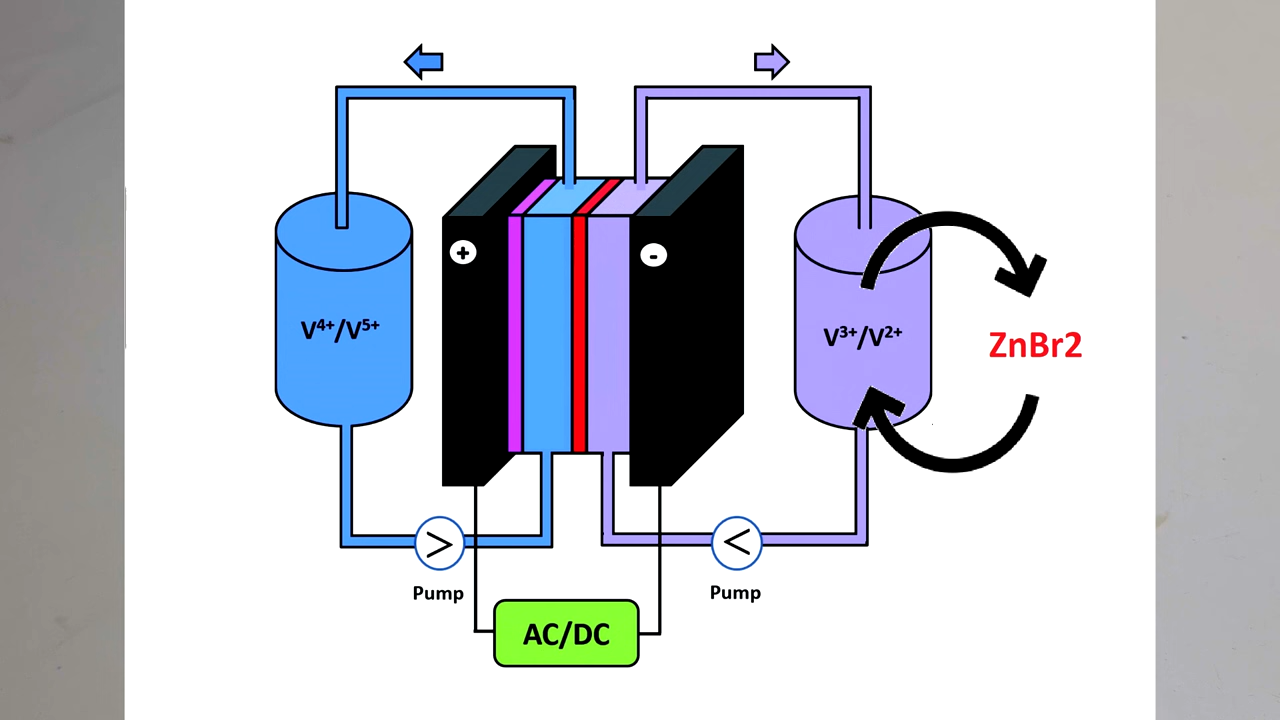 +
-
V⁴⁺/V⁵⁺
V³⁺/V²⁺
ZnBr2
>
<
Pump
Pump
AC/DC